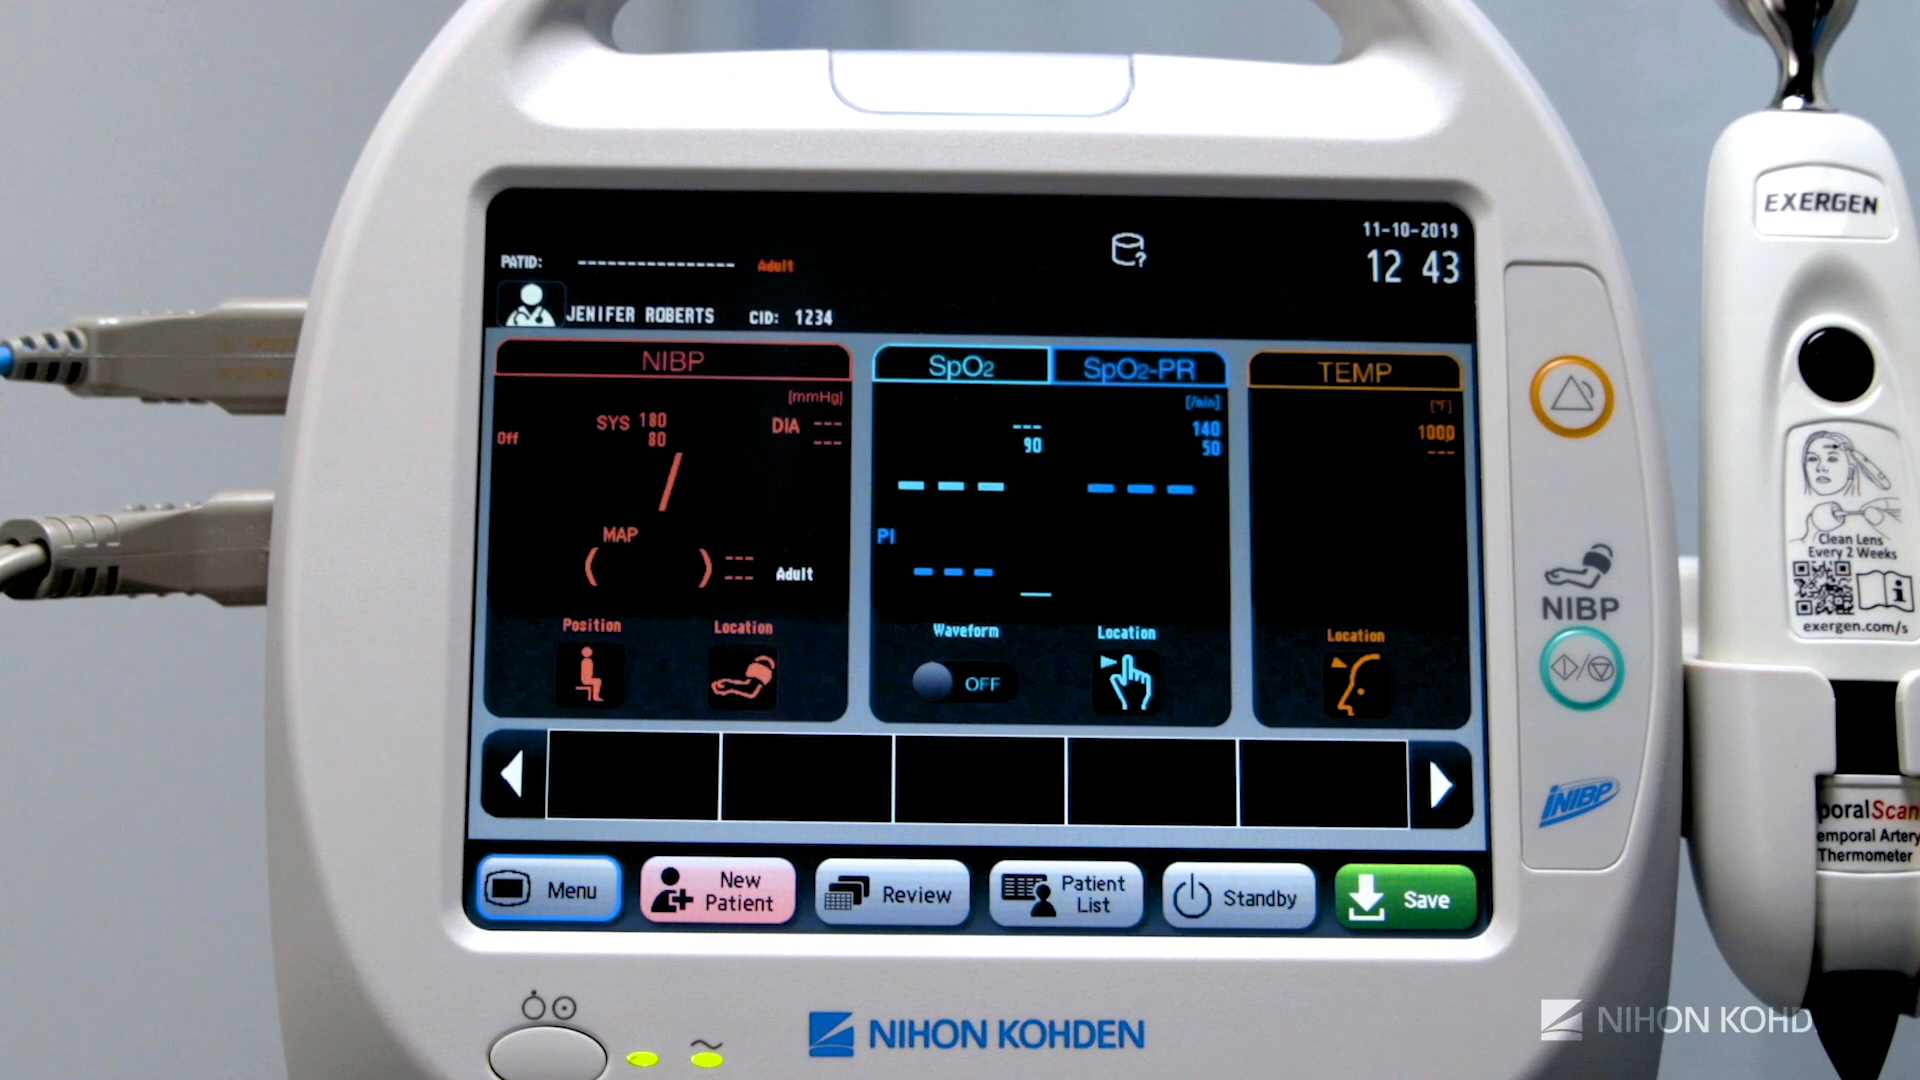 11-10-2019
12 43
PATID: ---------------- Adult
JENIFER ROBERTS CID: 1234
NIBP
[mmHg]
Off
SYS 180
80
DIA ---
---
/
MAP
( ) ---
---
Adult
Position
Location
SpO2
SpO2-PR
[/min]
---
90
140
50
--- ---
PI
---
Waveform
OFF
Location
TEMP
[°F]
---
Location
Menu
New
Patient
Review
Patient
List
Standby
Save
NIBP
iNIBP
NIHON KOHDEN
EXERGEN
Clean Lens
Every 2 Weeks
exergen.com/s
poralScan
emporal Artery
Thermometer
NIHON KOHD